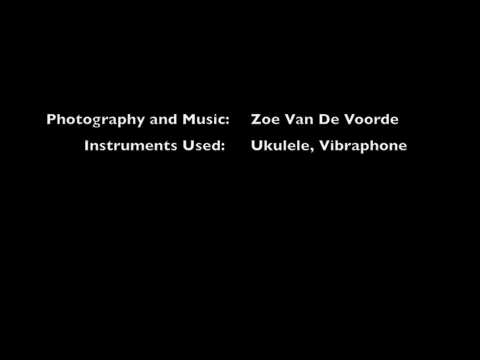 Photography and Music: Zoe Van De Voorde
Instruments Used: Ukulele, Vibraphone